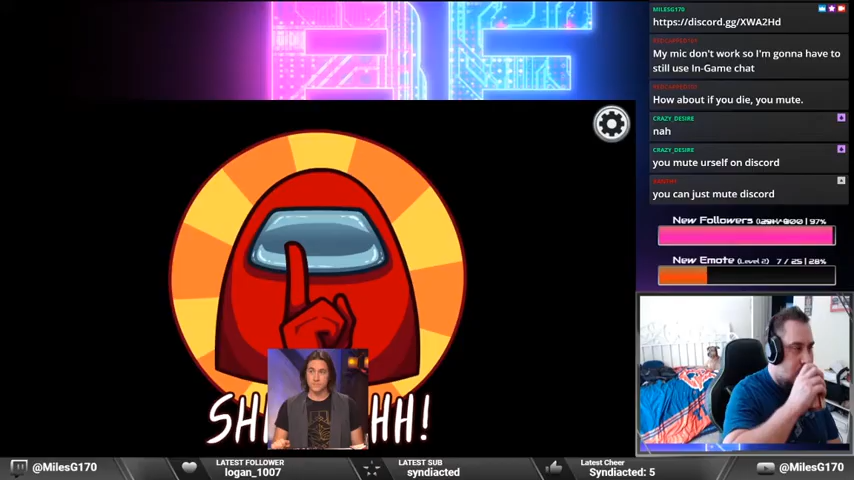 MILESG170
https://discord.gg/XWA2Hd
My mic don't work so I'm gonna have to
still use In-Game chat
How about if you die, you mute.
CRAZY_DESIRE
nah
CRAZY_DESIRE
you mute urself on discord
you can just mute discord
New Followers
| 97%
New Emote (Level 2) 7 / 25 | 28%
SH HH!
@MilesG170
LATEST FOLLOWER
logan_1007
LATEST SUB
syndiacted
Latest Cheer
Syndiacted: 5
@MilesG170